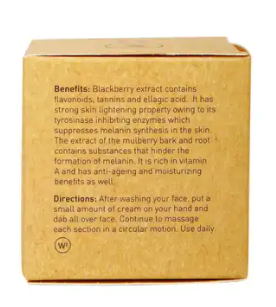 Benefits: Blackberry extract contains
flavonoids, tannins and ellagic acid. It has
strong skin lightening property owing to its
tyrosinase inhibiting enzymes which
suppresses melanin synthesis in the skin.
The extract of the mulberry bark and root
contains substances that hinder the
formation of melanin. It is rich in vitamin
A and has anti-ageing and moisturizing
benefits as well.
Directions: After washing your face, put a
small amount of cream on your hand and
dab all over face. Continue to massage
each section in a circular motion. Use daily